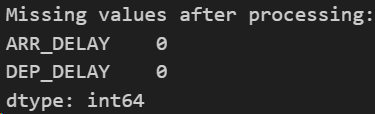 Missing values after processing:
ARR_DELAY    0
DEP_DELAY    0
dtype: int64